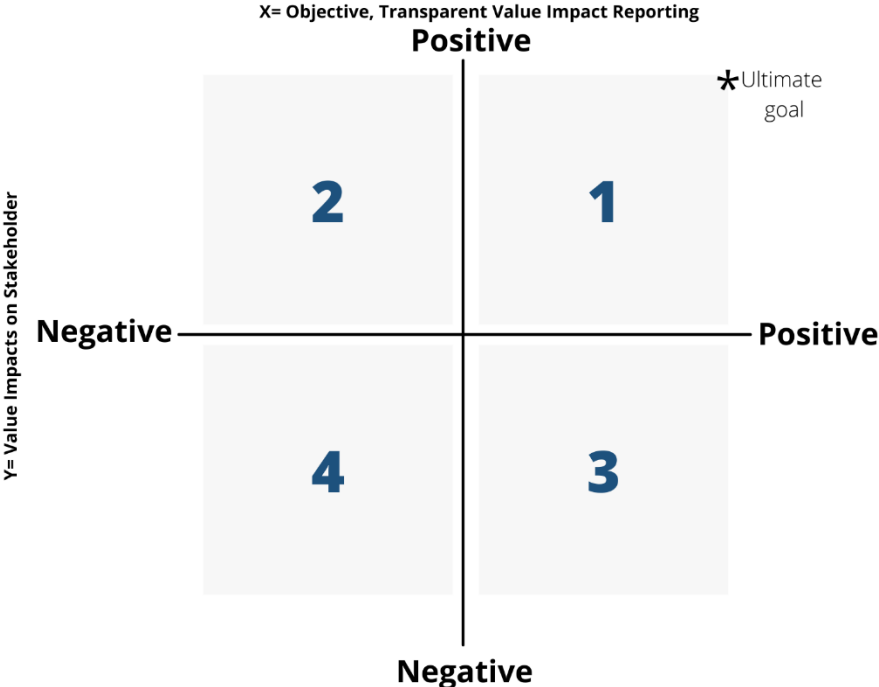 X= Objective, Transparent Value Impact Reporting
Positive
*Ultimate
goal
2
1
Y= Value Impacts on Stakeholder
Negative
Positive
4
3
Negative